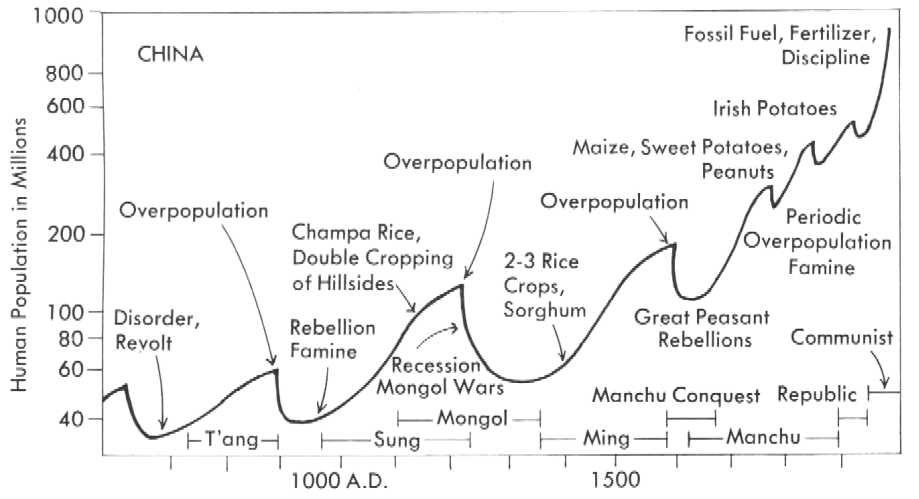 1000
800
600
400
200
100
80
60
40
Human Population in Millions
CHINA
Disorder,
Revolt
Overpopulation
Rebellion
Famine
Champa Rice,
Double Cropping
of Hillsides
Overpopulation
Recession
Mongol Wars
2-3 Rice
Crops,
Sorghum
Overpopulation
Great Peasant
Rebellions
Maize, Sweet Potatoes,
Peanuts
Irish Potatoes
Fossil Fuel, Fertilizer,
Discipline
Periodic
Overpopulation
Famine
Communist
Republic
Manchu Conquest
Mongol
T'ang
Sung
Ming
Manchu
1000 A.D.
1500